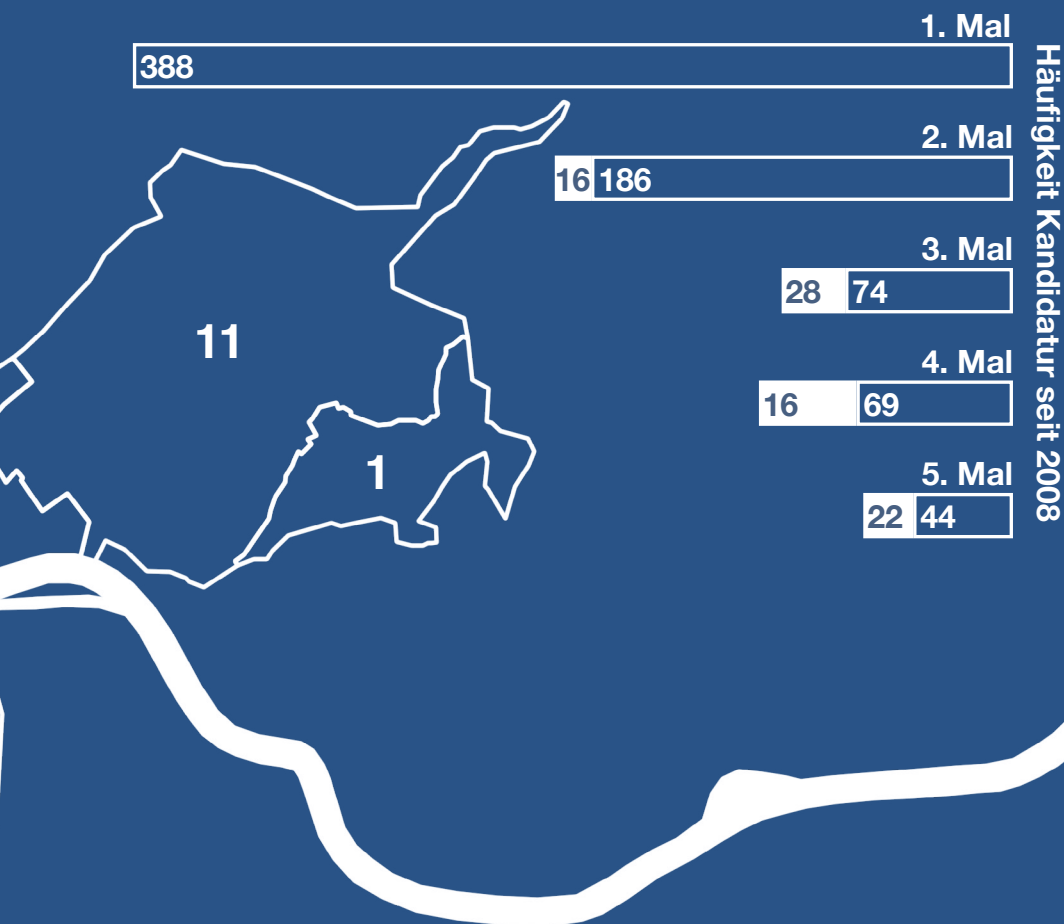 1. Mal
388
2. Mal
16 186
3. Mal
28 74
4. Mal
16 69
5. Mal
22 44
Häufigkeit Kandidatur seit 2008
11
1